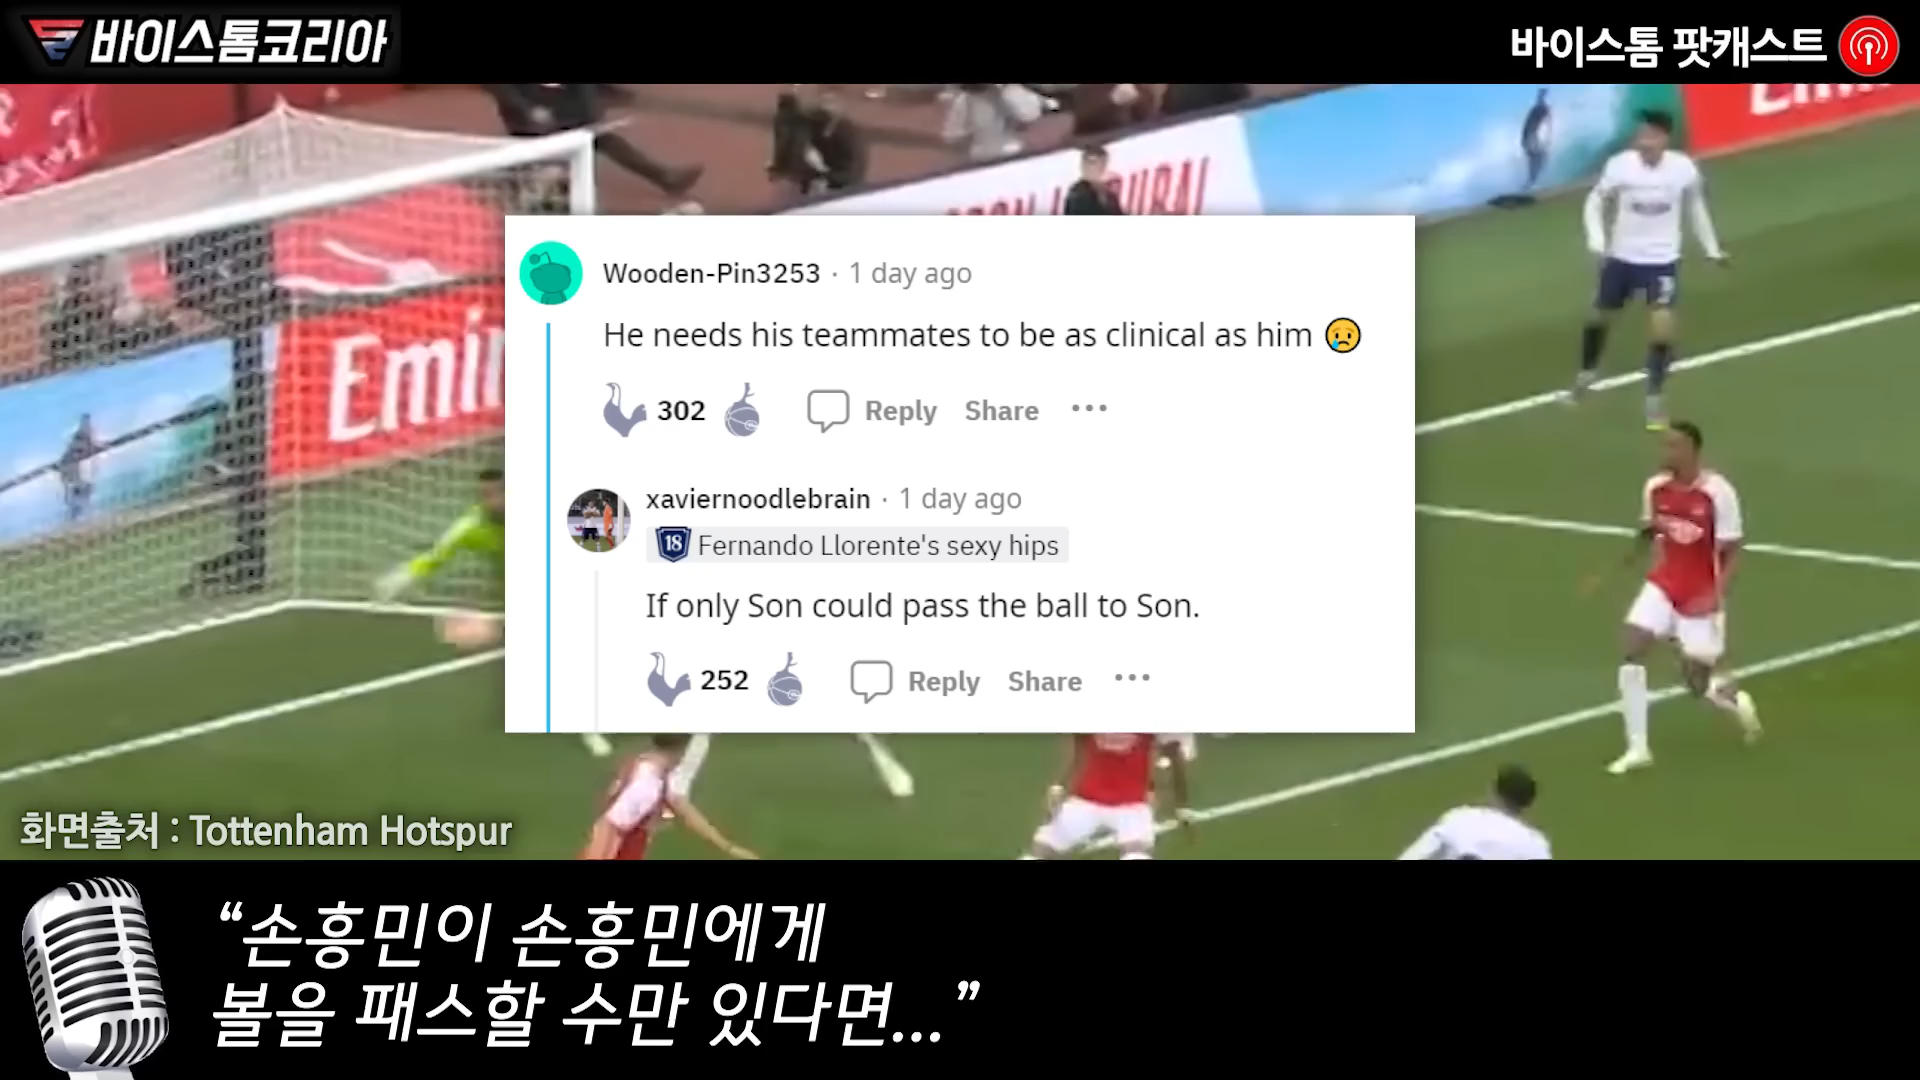 바이스톰코리아
바이스톰 팟캐스트
DUBAI
Emi
Wooden-Pin3253 · 1 day ago
He needs his teammates to be as clinical as him 😥
302 Reply Share ...
xaviernoodlebrain · 1 day ago
18 Fernando Llorente's sexy hips
If only Son could pass the ball to Son.
252 Reply Share ...
화면출처 : Tottenham Hotspur
“손흥민이 손흥민에게
볼을 패스할 수만 있다면...”